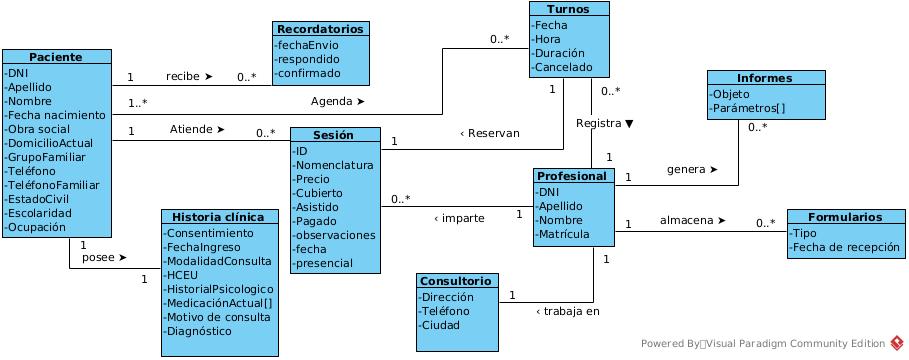 Paciente
-DNI
-Apellido
-Nombre
-Fecha nacimiento
-Obra social
-DomicilioActual
-GrupoFamiliar
-Teléfono
-TeléfonoFamiliar
-EstadoCivil
-Escolaridad
-Ocupación
1 recibe ➤ 0..*
Recordatorios
-fechaEnvio
-respondido
-confirmado
1..* Agenda ➤ 0..*
Turnos
-Fecha
-Hora
-Duración
-Cancelado
1 Atiende ➤ 0..*
Sesión
-ID
-Nomenclatura
-Precio
-Cubierto
-Asistido
-Pagado
-observaciones
-fecha
-presencial
1 ‹ Reservan 1
0..*
Registra ▼
1
Informes
-Objeto
-Parámetros[]
1 genera ➤ 0..*
Profesional
-DNI
-Apellido
-Nombre
-Matrícula
0..* ‹ imparte 1
1 almacena ➤ 0..*
Formularios
-Tipo
-Fecha de recepción
1
posee ➤
1
Historia clínica
-Consentimiento
-FechaIngreso
-ModalidadConsulta
-HCEU
-HistorialPsicologico
-MedicaciónActual[]
-Motivo de consulta
-Diagnóstico
Consultorio
-Dirección
-Teléfono
-Ciudad
1
‹ trabaja en
1
Powered By Visual Paradigm Community Edition